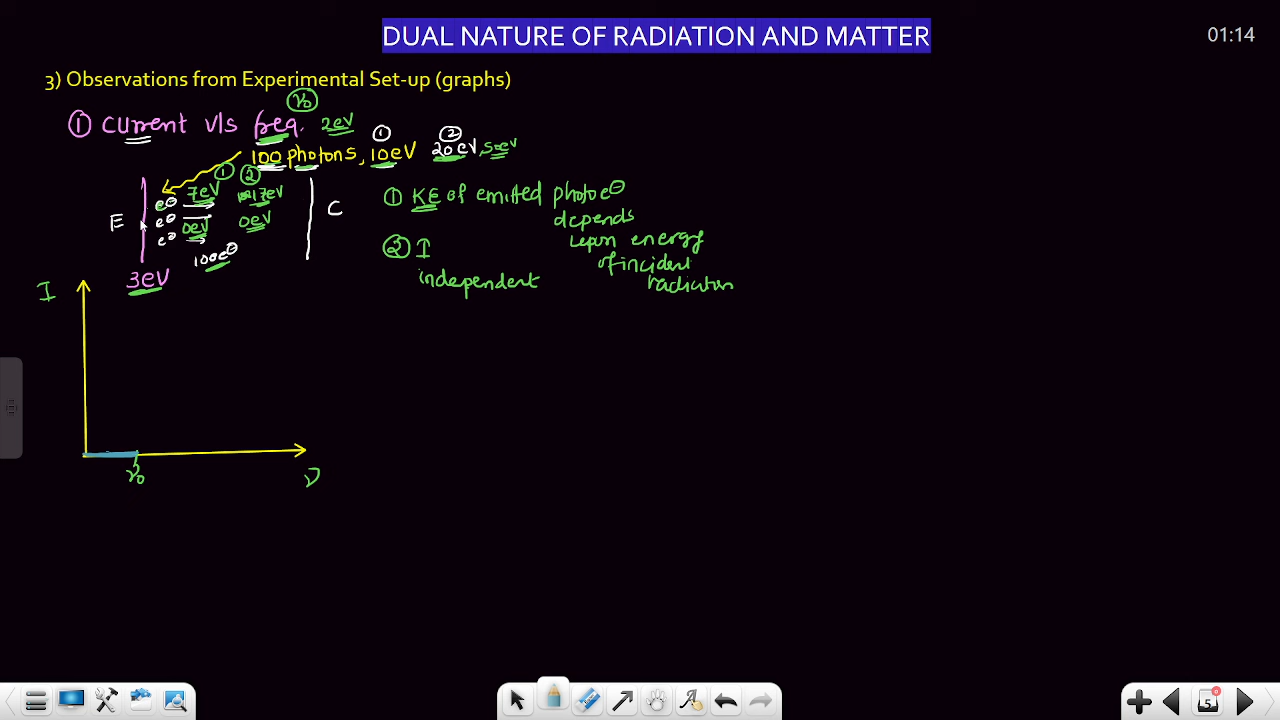 DUAL NATURE OF RADIATION AND MATTER
01:14
3) Observations from Experimental Set-up (graphs)
ν₀
① Current v/s freq. 2eV
① ②
100 photons, 10eV 20eV, 50eV
① ②
e⊖ 7eV 17eV
E e⊖ 0eV 0eV C
e⊖
100e⊖
3eV
① KE of emitted photoe⊖
depends
upon energy
of incident
radiation
② I
independent
I
ν₀
ν
5